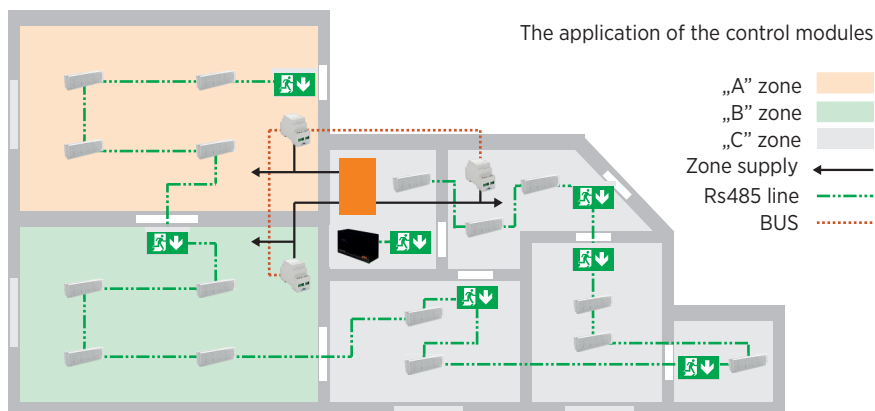 The application of the control modules
„A” zone
„B” zone
„C” zone
Zone supply
Rs485 line
BUS